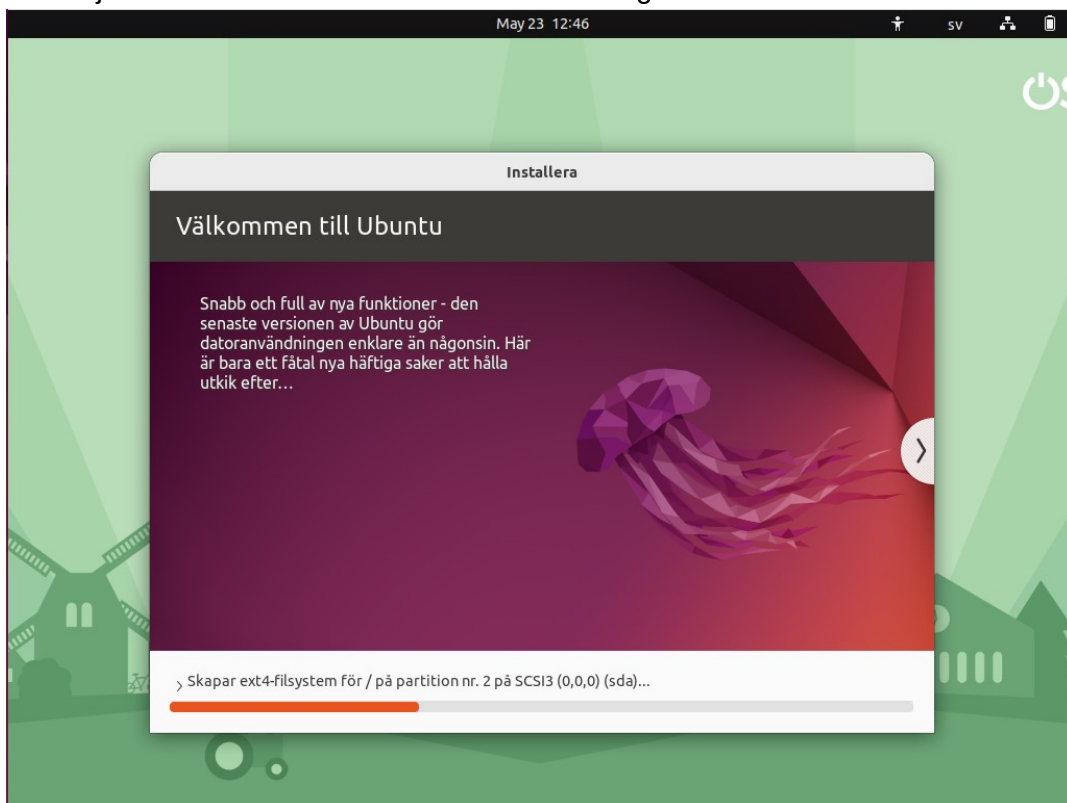 May 23 12:46
sv
Installera
Välkommen till Ubuntu
Snabb och full av nya funktioner - den
senaste versionen av Ubuntu gör
datoranvändningen enklare än någonsin. Här
är bara ett fåtal nya häftiga saker att hålla
utkik efter...
Skapar ext4-filsystem för / på partition nr. 2 på SCSI3 (0,0,0) (sda)...